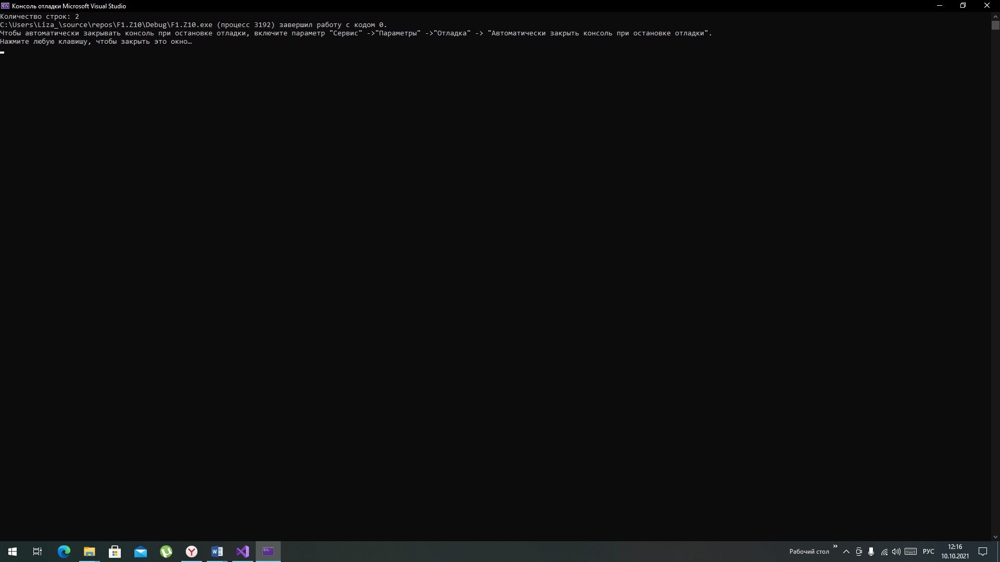 Консоль отладки Microsoft Visual Studio
Количество строк: 2
C:\Users\Liza_\source\repos\F1.Z10\Debug\F1.Z10.exe (процесс 3192) завершил работу с кодом 0.
Чтобы автоматически закрывать консоль при остановке отладки, включите параметр "Сервис" ->"Параметры" ->"Отладка" -> "Автоматически закрыть консоль при остановке отладки".
Нажмите любую клавишу, чтобы закрыть это окно…
Рабочий стол
РУС
12:16
10.10.2021